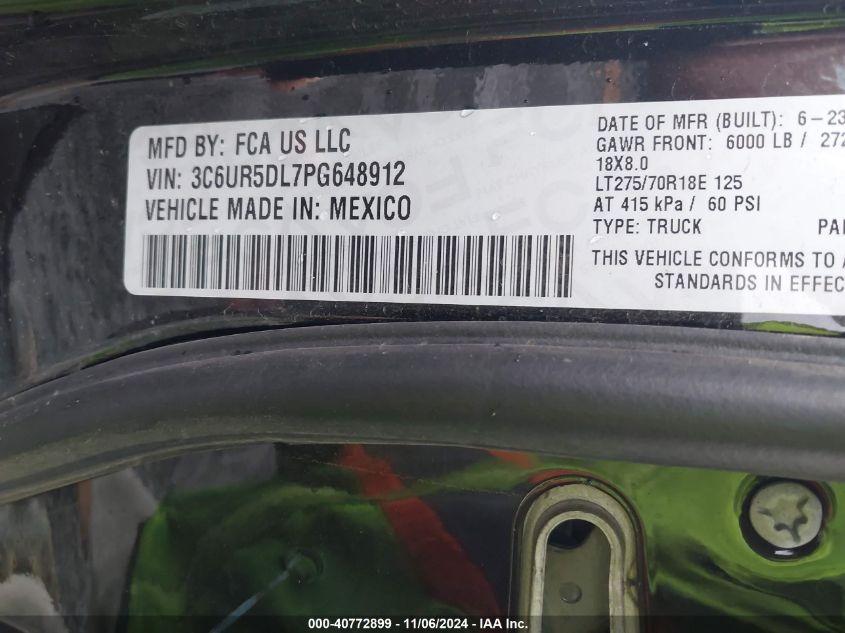 MFD BY: FCA US LLC
VIN: 3C6UR5DL7PG648912
VEHICLE MADE IN: MEXICO
DATE OF MFR (BUILT): 6-23
GAWR FRONT: 6000 LB / 272
18X8.0
LT275/70R18E 125
AT 415 kPa / 60 PSI
TYPE: TRUCK PA
THIS VEHICLE CONFORMS TO A
STANDARDS IN EFFEC
000-40772899 - 11/06/2024 - IAA Inc.